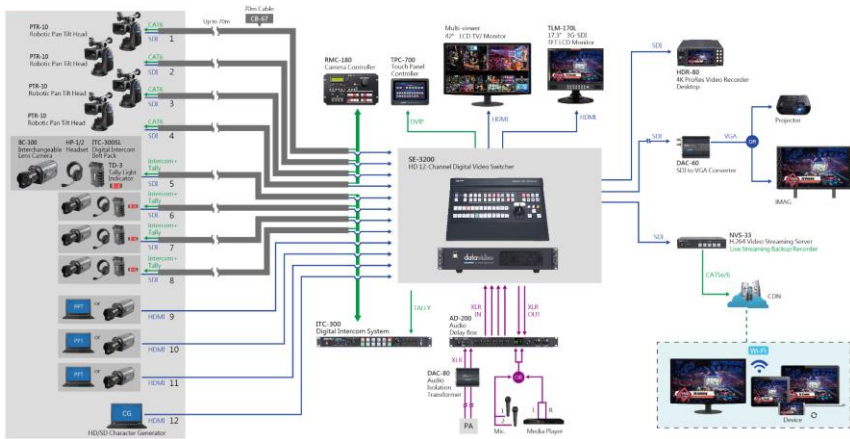 70m Cable
CB-67
Up to 70m
PTR-10
Robotic Pan Tilt Head
CAT6
SDI 1
PTR-10
Robotic Pan Tilt Head
CAT6
SDI 2
PTR-10
Robotic Pan Tilt Head
CAT6
SDI 3
PTR-10
Robotic Pan Tilt Head
CAT6
SDI 4
BC-100
Interchangeable
Lens Camera
HP-1/2
Headset
ITC-300SL
Digital Intercom
Belt Pack
TD-3
Tally Light
Indicator
Intercom+
Tally
SDI 5
Intercom+
Tally
SDI 6
Intercom+
Tally
SDI 7
Intercom+
Tally
SDI 8
PPT
or
HDMI 9
PPT
or
HDMI 10
PPT
or
HDMI 11
CG
HDMI 12
HD/SD Character Generator
RMC-180
Camera Controller
TPC-700
Touch Panel
Controller
DVIP
Multi-viewer
42" LCD TV/ Monitor
HDMI
TLM-170L
17.3" 3G-SDI
TFT LCD Monitor
HDMI
SE-3200
HD 12-Channel Digital Video Switcher
datavideo
TALLY
ITC-300
Digital Intercom System
XLR
IN
XLR
OUT
AD-200
Audio
Delay Box
XLR
DAC-80
Audio
Isolation
Transformer
PA
OR
1
2
Mic.
L
R
Media Player
SDI
HDR-80
4K ProRes Video Recorder
Desktop
SDI
DAC-60
SDI to VGA Converter
VGA
OR
Projector
IMAG
SDI
NVS-33
H.264 Video Streaming Server
Live Streaming Backup Recorder
CAT5e/6
CDN
Wi-Fi
Device